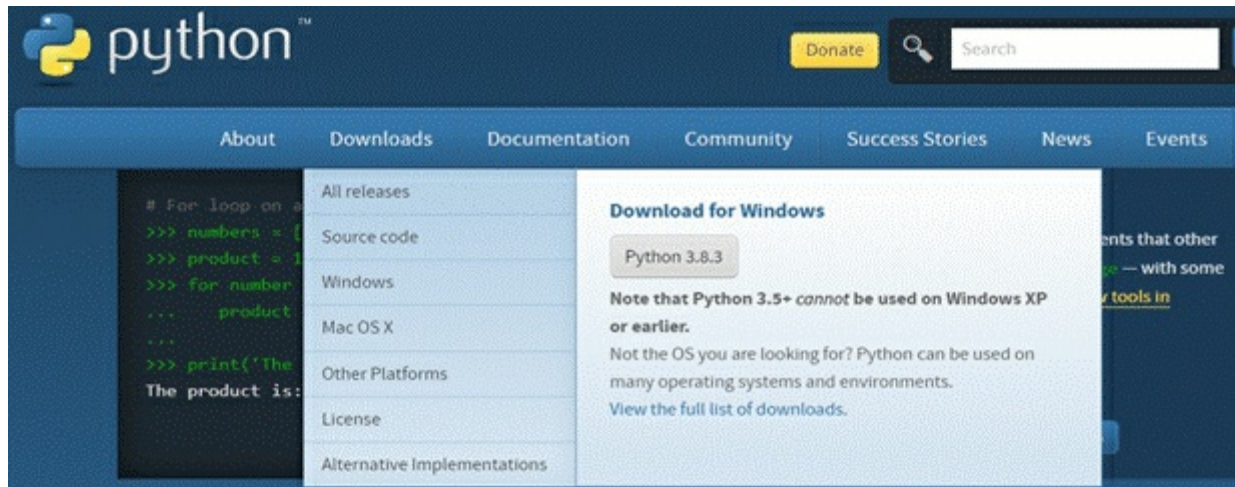 python™
Donate
Search
About Downloads Documentation Community Success Stories News Events
All releases
Source code
Windows
Mac OS X
Other Platforms
License
Alternative Implementations
Download for Windows
Python 3.8.3
Note that Python 3.5+ cannot be used on Windows XP
or earlier.
Not the OS you are looking for? Python can be used on
many operating systems and environments.
View the full list of downloads.
# For loop on a
>>> numbers = [
>>> product = 1
>>> for number
... product
...
>>> print('The
The product is:
ents that other
— with some
tools in